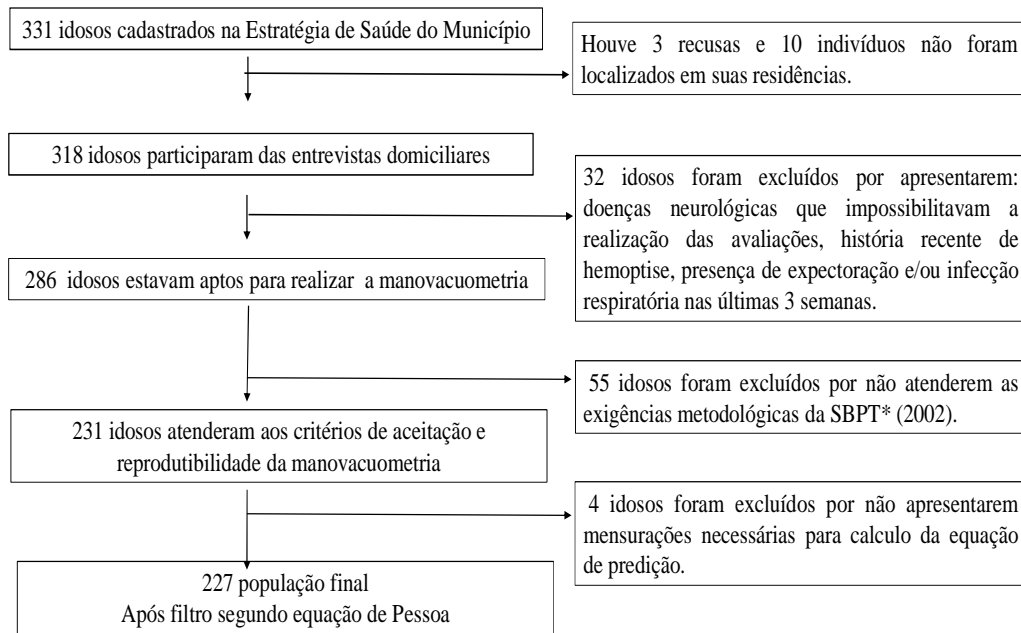 331 idosos cadastrados na Estratégia de Saúde do Município
Houve 3 recusas e 10 indivíduos não foram
localizados em suas residências.
318 idosos participaram das entrevistas domiciliares
32 idosos foram excluídos por apresentarem:
doenças neurológicas que impossibilitavam a
realização das avaliações, história recente de
hemoptise, presença de expectoração e/ou infecção
respiratória nas últimas 3 semanas.
286 idosos estavam aptos para realizar a manovacuometria
55 idosos foram excluídos por não atenderem as
exigências metodológicas da SBPT* (2002).
231 idosos atenderam aos critérios de aceitação e
reprodutibilidade da manovacuometria
4 idosos foram excluídos por não apresentarem
mensurações necessárias para calculo da equação
de predição.
227 população final
Após filtro segundo equação de Pessoa